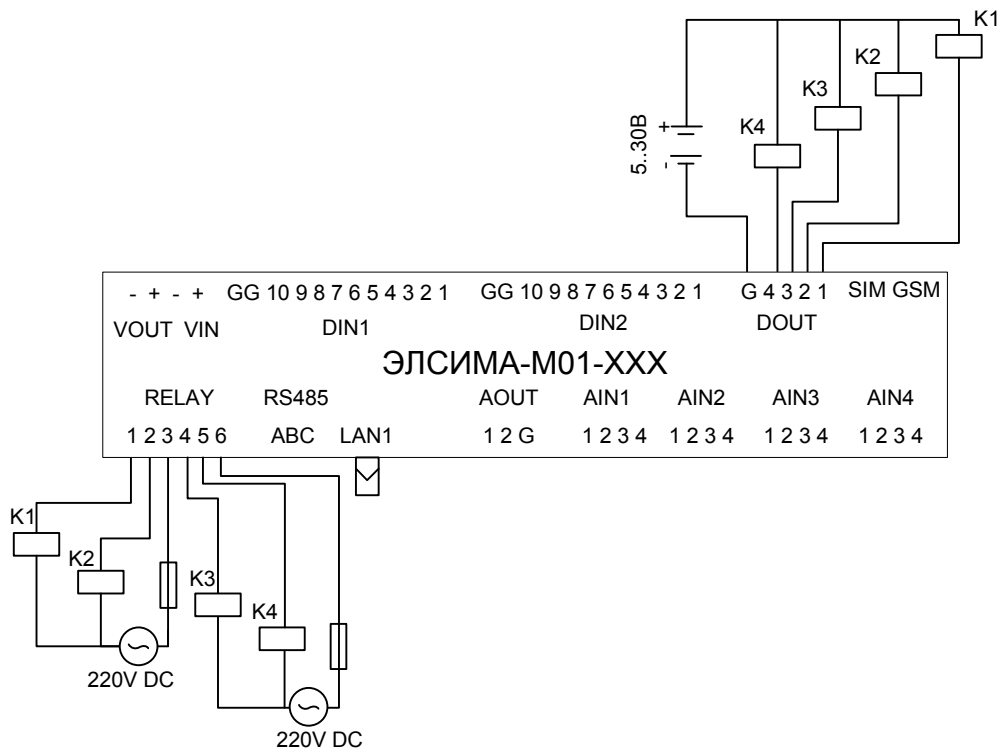 K1
K2
K3
K4
5..30В
+
-
- + - +
GG 10 9 8 7 6 5 4 3 2 1
GG 10 9 8 7 6 5 4 3 2 1
G 4 3 2 1
SIM GSM
VOUT VIN
DIN1
DIN2
DOUT
ЭЛСИМА-М01-ХХХ
RELAY
RS485
AOUT
AIN1
AIN2
AIN3
AIN4
1 2 3 4 5 6
ABC
LAN1
1 2 G
1 2 3 4
1 2 3 4
1 2 3 4
1 2 3 4
K1
K2
K3
K4
220V DC
220V DC